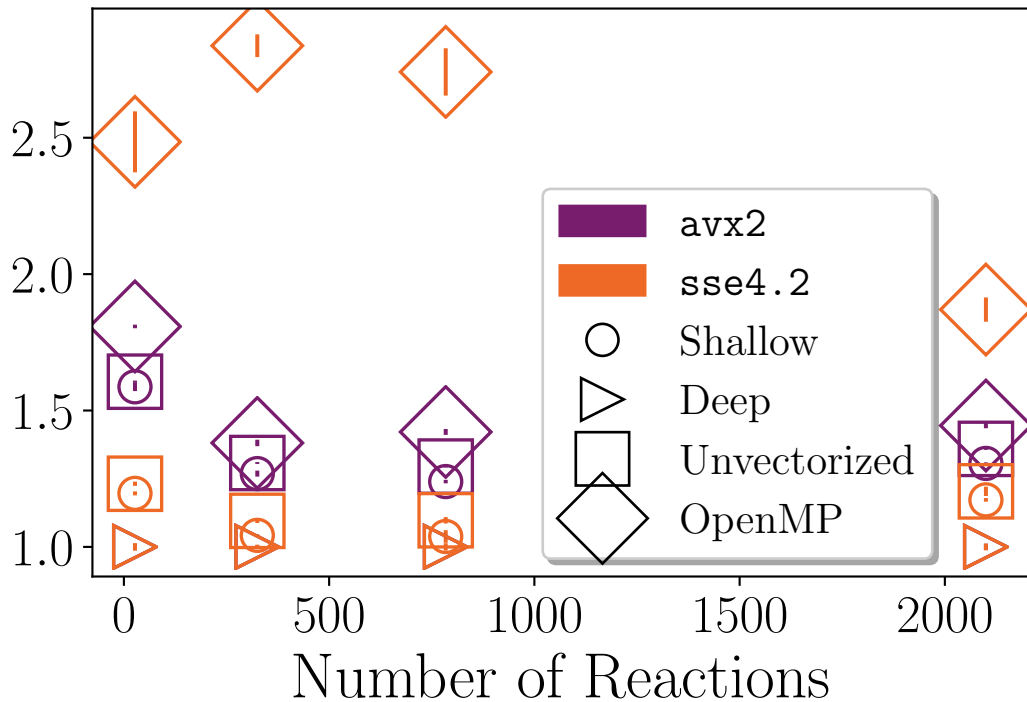 2.5
2.0
1.5
1.0
avx2
sse4.2
Shallow
Deep
Unvectorized
OpenMP
0 500 1000 1500 2000
Number of Reactions